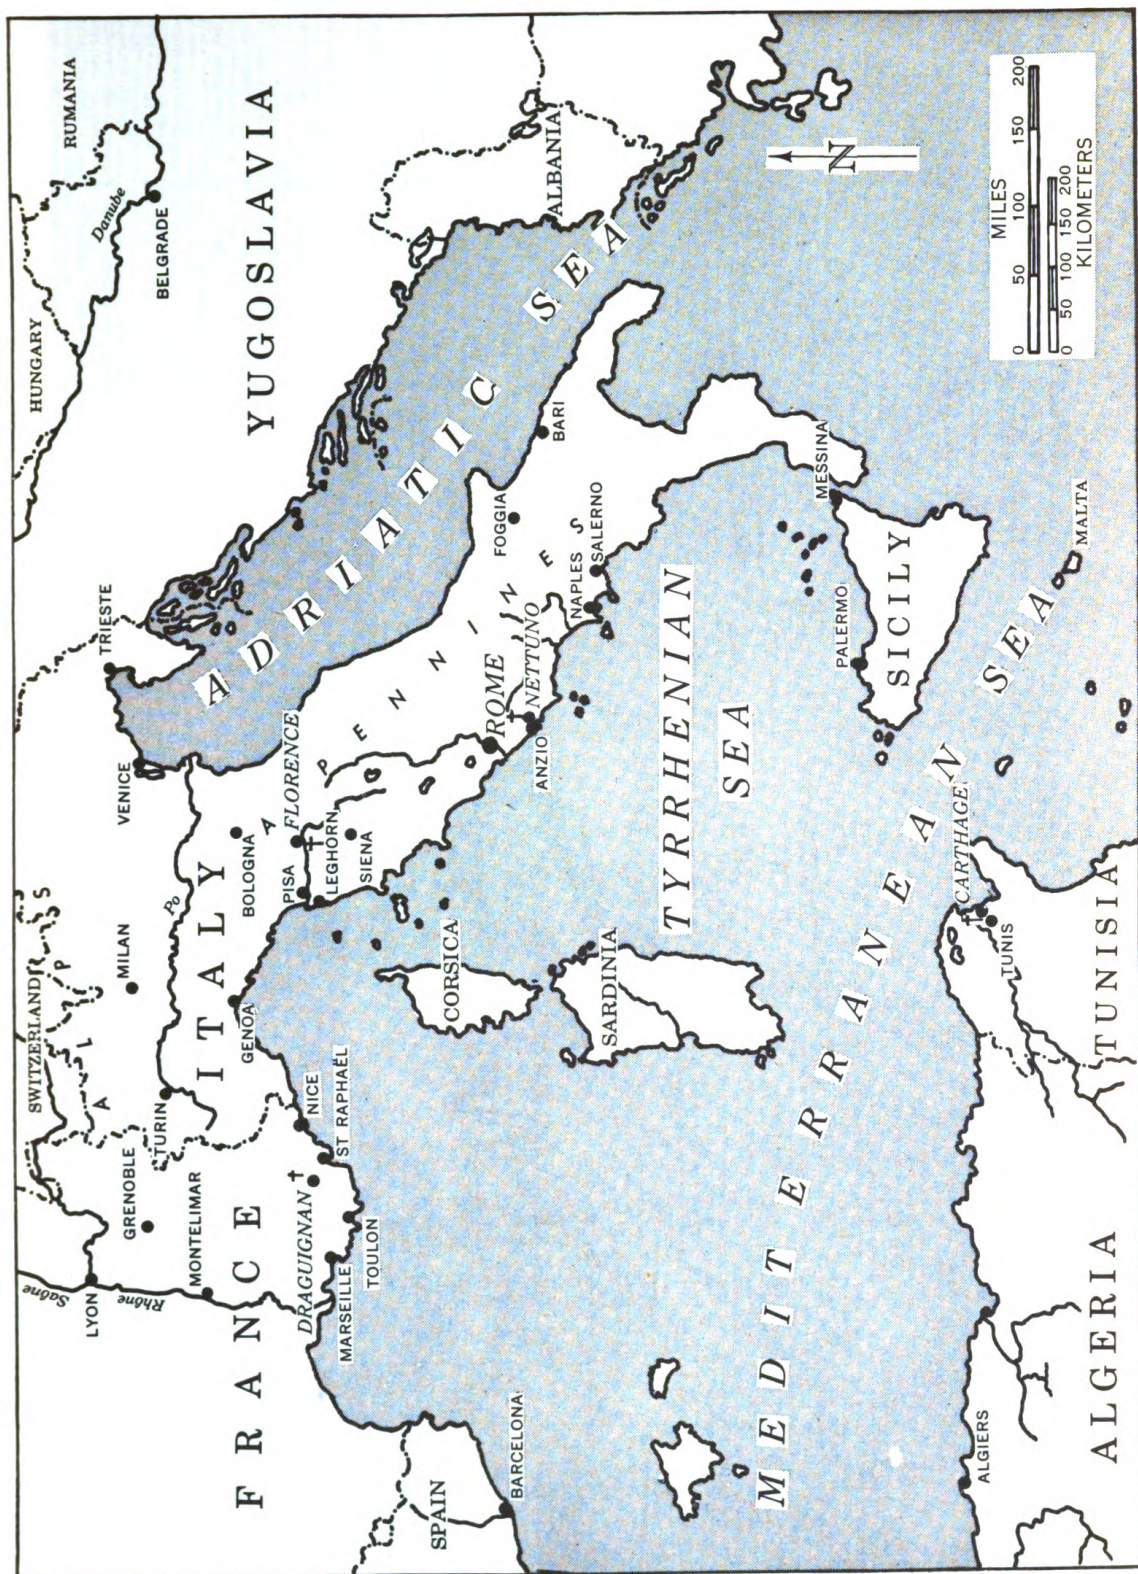 HUNGARY
RUMANIA
Danube
BELGRADE
YUGOSLAVIA
SWITZERLAND
A L P S
MILAN
VENICE
TRIESTE
Saône
LYON
Rhône
GRENOBLE
TURIN
Po
MONTELIMAR
FRANCE
ITALY
GENOA
BOLOGNA
APENNINES
ADRIATIC SEA
ALBANIA
DRAGUIGNAN
NICE
ST RAPHAËL
MARSEILLE
TOULON
PISA
FLORENCE
LEGHORN
SIENA
CORSICA
ROME
NETTUNO
ANZIO
FOGGIA
BARI
NAPLES
SALERNO
SPAIN
BARCELONA
SARDINIA
TYRRHENIAN
SEA
MESSINA
PALERMO
SICILY
MALTA
MEDITERRANEAN SEA
CARTHAGE
TUNIS
TUNISIA
ALGIERS
ALGERIA
N
MILES
0 50 100 150 200
0 50 100 150 200
KILOMETERS